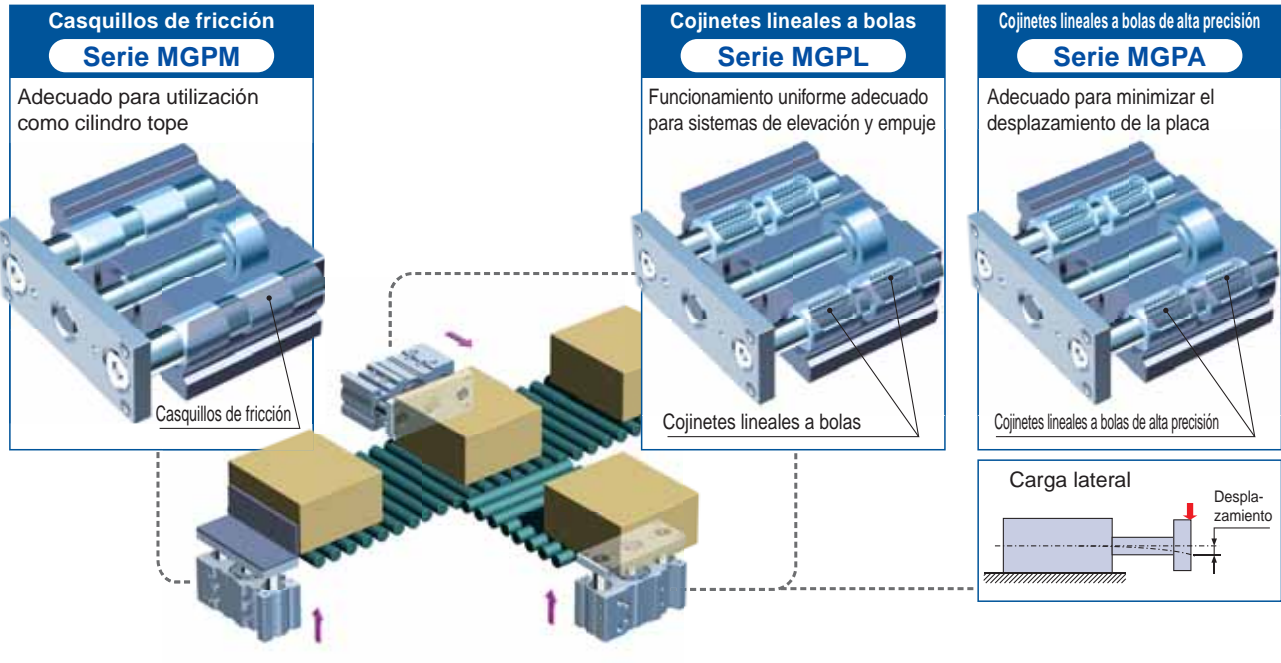 Casquillos de fricción
Serie MGPM
Adecuado para utilización
como cilindro tope
Casquillos de fricción
Cojinetes lineales a bolas
Serie MGPL
Funcionamiento uniforme adecuado
para sistemas de elevación y empuje
Cojinetes lineales a bolas
Cojinetes lineales a bolas de alta precisión
Serie MGPA
Adecuado para minimizar el
desplazamiento de la placa
Cojinetes lineales a bolas de alta precisión
Carga lateral
Despla-
zamiento